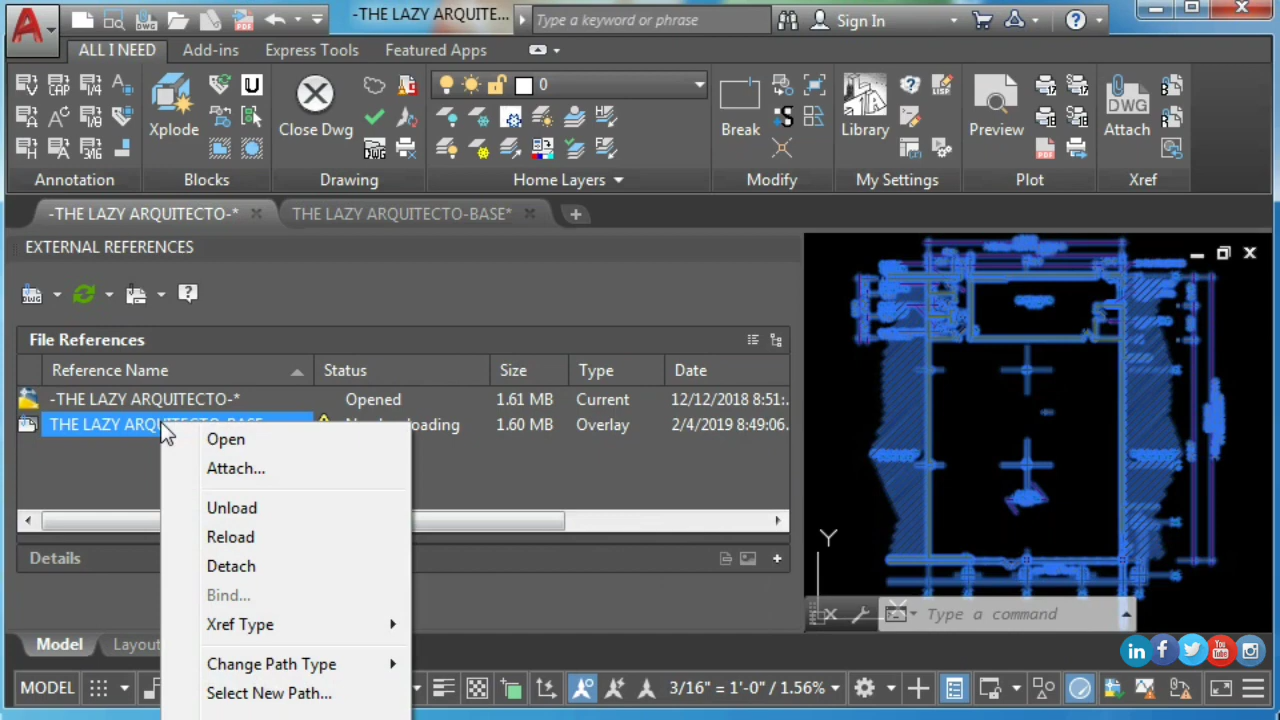 -THE LAZY ARQUITE...
Type a keyword or phrase
Sign In
ALL I NEED
Add-ins
Express Tools
Featured Apps
Xplode
Close Dwg
0
Break
Library
Preview
Attach
Annotation
Blocks
Drawing
Home Layers
Modify
My Settings
Plot
Xref
-THE LAZY ARQUITECTO-*
THE LAZY ARQUITECTO-BASE*
EXTERNAL REFERENCES
File References
Reference Name
Status
Size
Type
Date
-THE LAZY ARQUITECTO-*
Opened
1.61 MB
Current
12/12/2018 8:51:.
THE LAZY ARQUITECTO-BASE
1.60 MB
Overlay
2/4/2019 8:49:06.
Open
Attach...
Unload
Reload
Detach
Bind...
Xref Type
Change Path Type
Select New Path...
Details
Y
Type a command
Model
Layout
MODEL
3/16" = 1'-0" / 1.56%